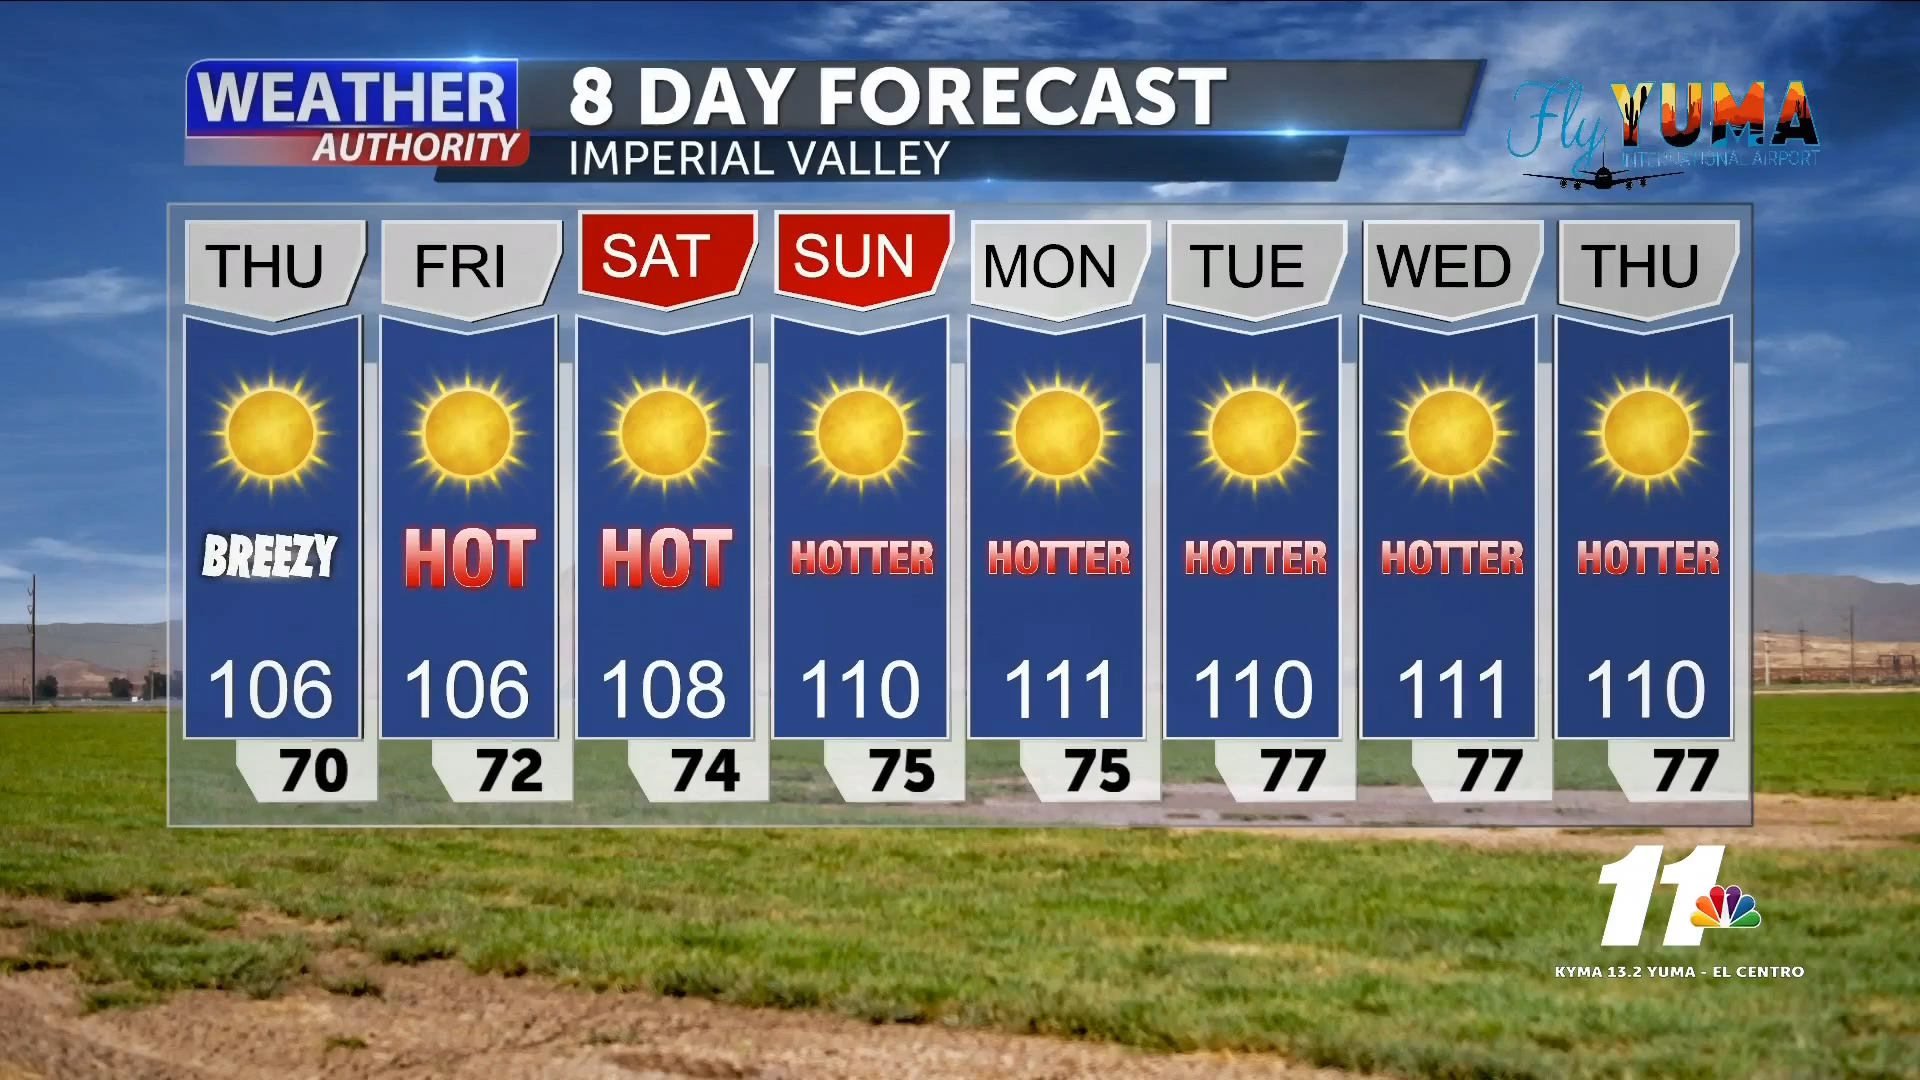 WEATHER
AUTHORITY
8 DAY FORECAST
IMPERIAL VALLEY
Fly YUMA
INTERNATIONAL AIRPORT
THU FRI SAT SUN MON TUE WED THU
BREEZY HOT HOT HOTTER HOTTER HOTTER HOTTER HOTTER
106 106 108 110 111 110 111 110
70 72 74 75 75 77 77 77
11
KYMA 13.2 YUMA - EL CENTRO